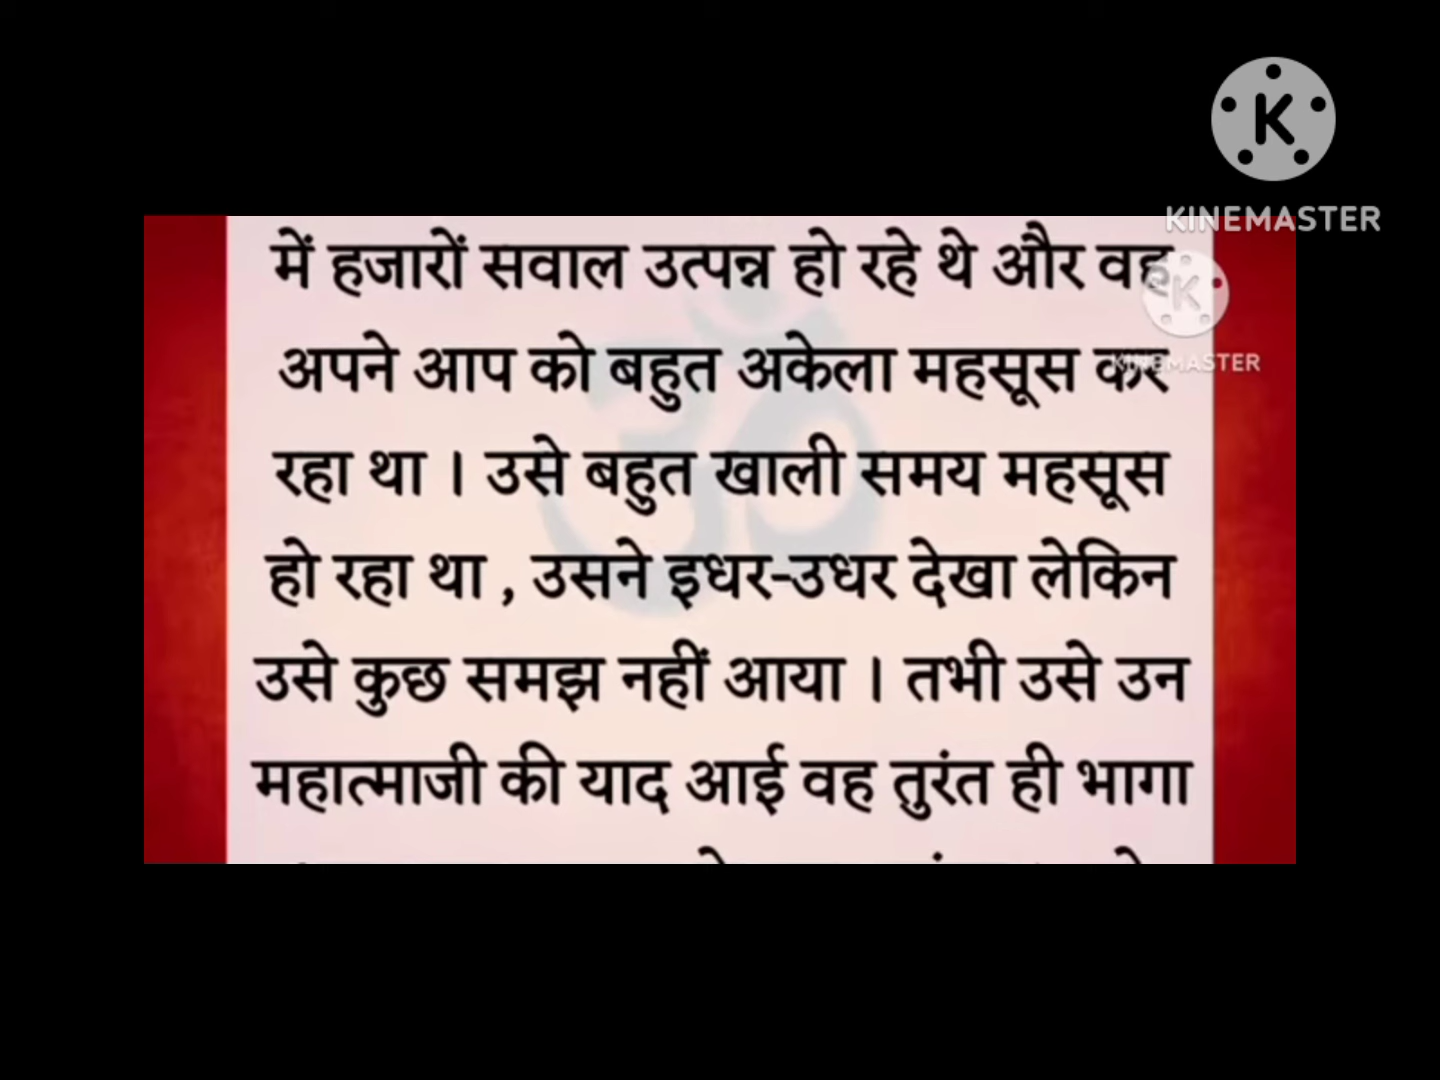 KINEMASTER
में हजारों सवाल उत्पन्न हो रहे थे और वह
KINEMASTER
अपने आप को बहुत अकेला महसूस कर
रहा था । उसे बहुत खाली समय महसूस
हो रहा था , उसने इधर-उधर देखा लेकिन
उसे कुछ समझ नहीं आया । तभी उसे उन
महात्माजी की याद आई वह तुरंत ही भागा